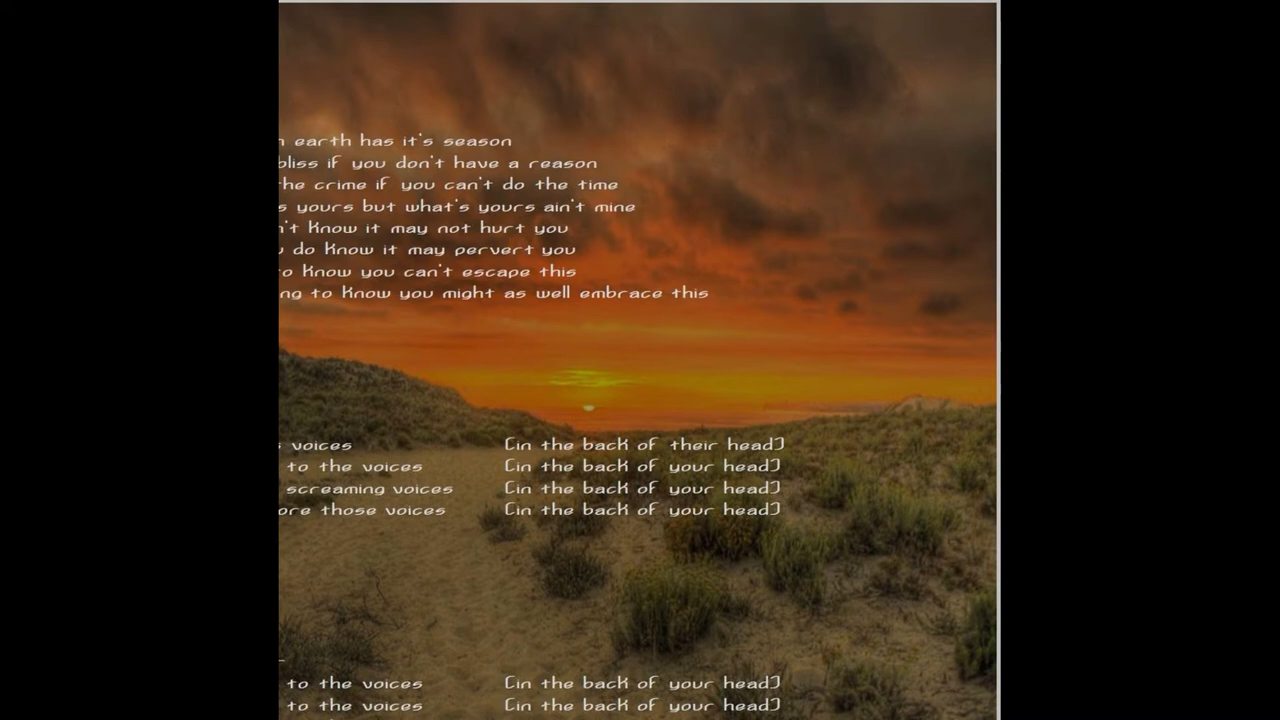 earth has it's season
bliss if you don't have a reason
the crime if you can't do the time
yours but what's yours ain't mine
know it may not hurt you
do know it may pervert you
know you can't escape this
to know you might as well embrace this
voices (in the back of their head)
to the voices (in the back of your head)
screaming voices (in the back of your head)
those voices (in the back of your head)
to the voices (in the back of your head)
to the voices (in the back of your head)